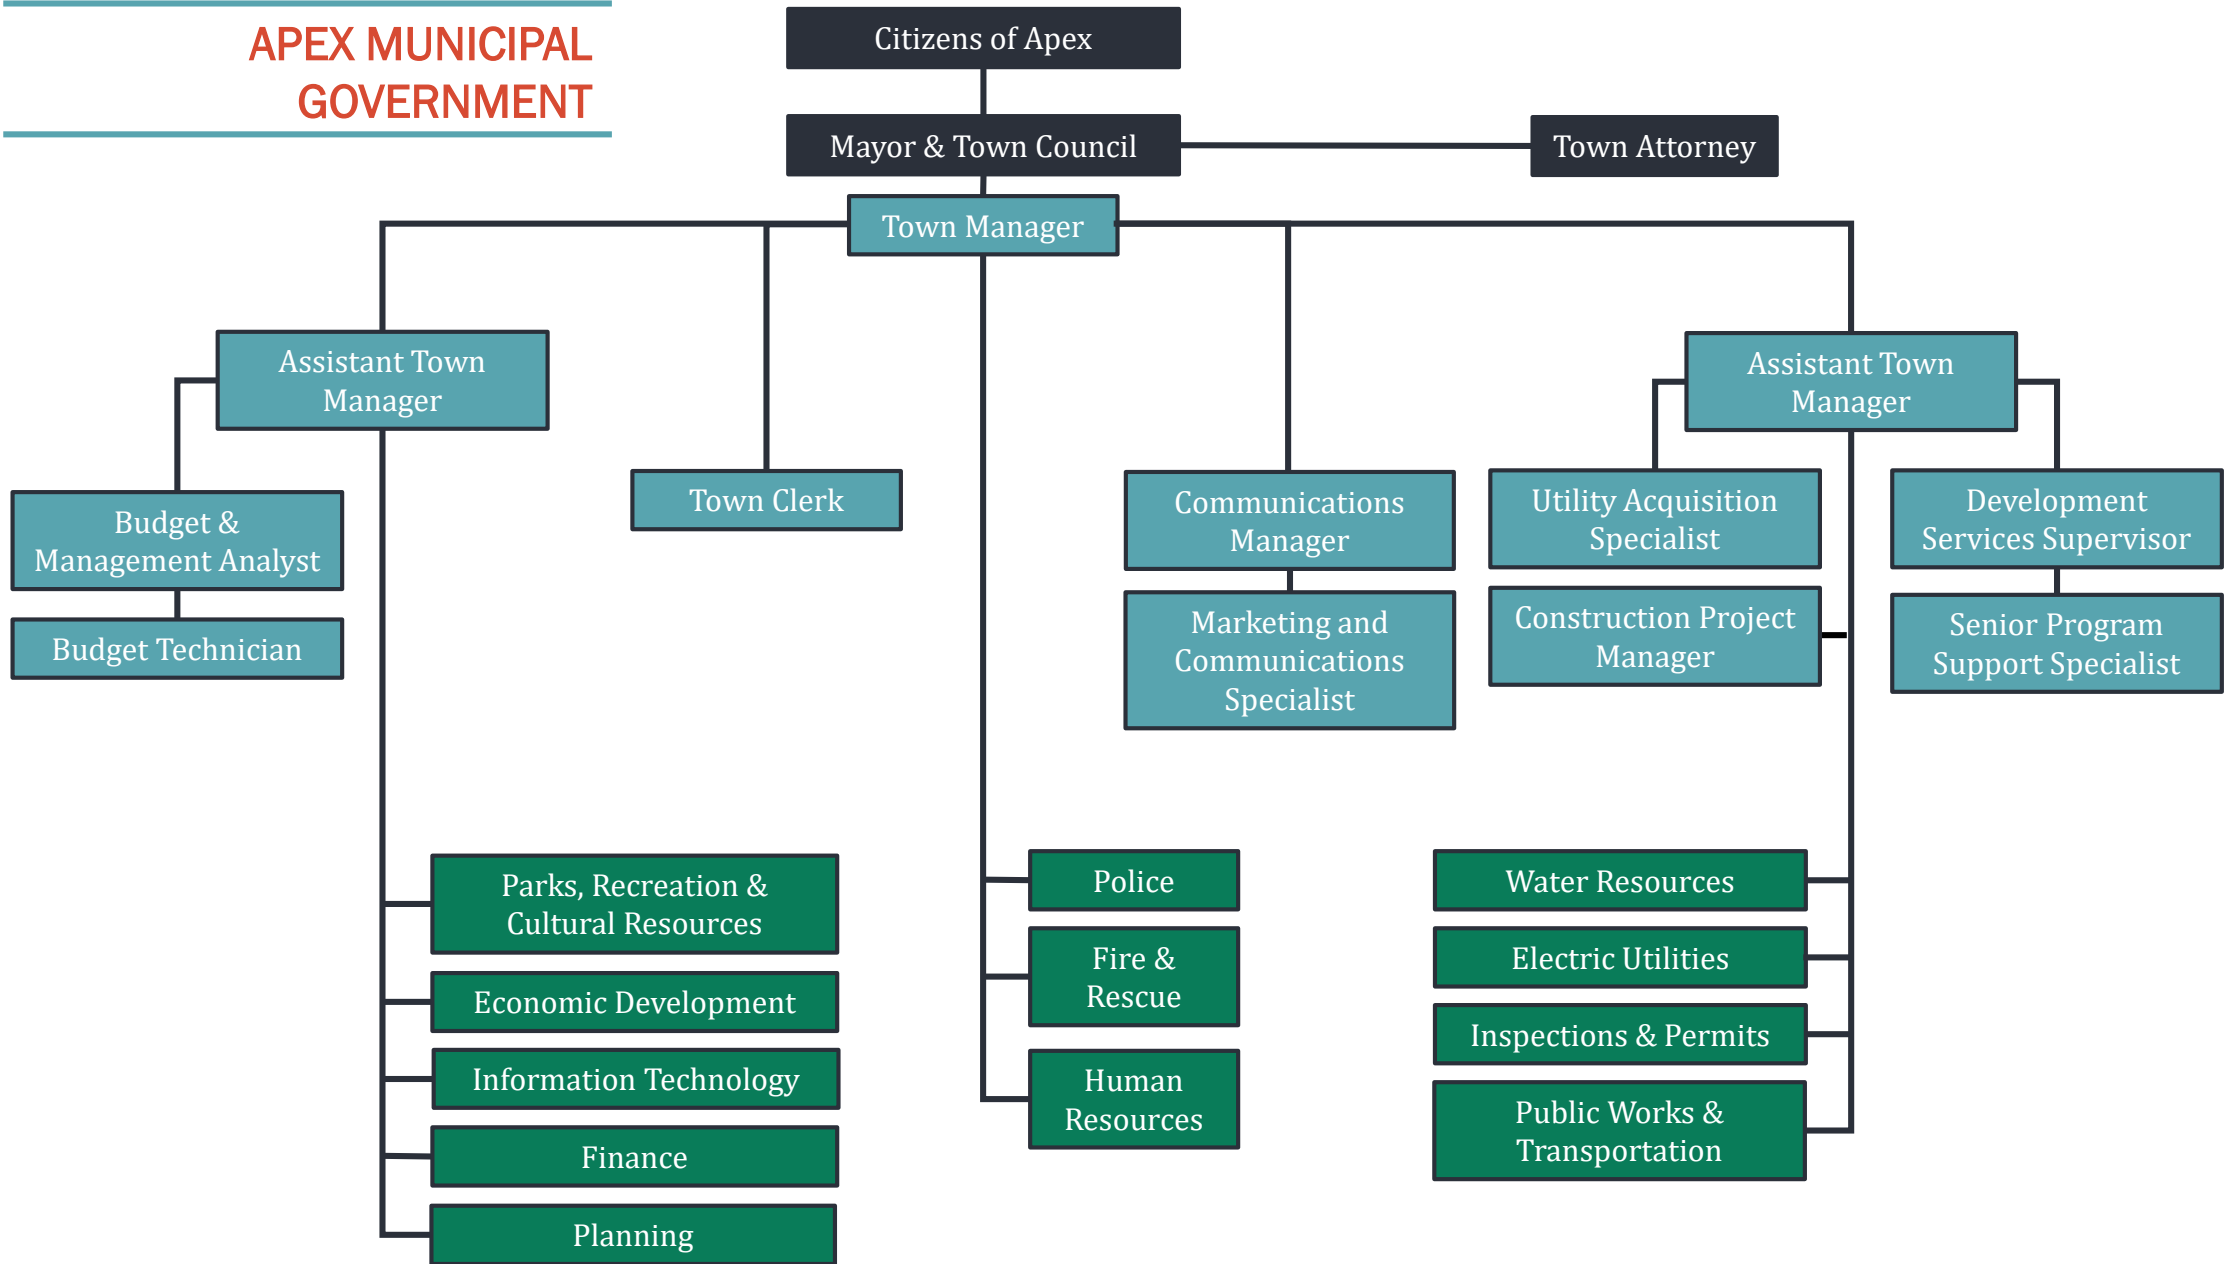 APEX MUNICIPAL
GOVERNMENT
Citizens of Apex
Mayor & Town Council
Town Attorney
Town Manager
Assistant Town
Manager
Assistant Town
Manager
Budget &
Management Analyst
Budget Technician
Town Clerk
Communications
Manager
Marketing and
Communications
Specialist
Utility Acquisition
Specialist
Construction Project
Manager
Development
Services Supervisor
Senior Program
Support Specialist
Parks, Recreation &
Cultural Resources
Economic Development
Information Technology
Finance
Planning
Police
Fire &
Rescue
Human
Resources
Water Resources
Electric Utilities
Inspections & Permits
Public Works &
Transportation